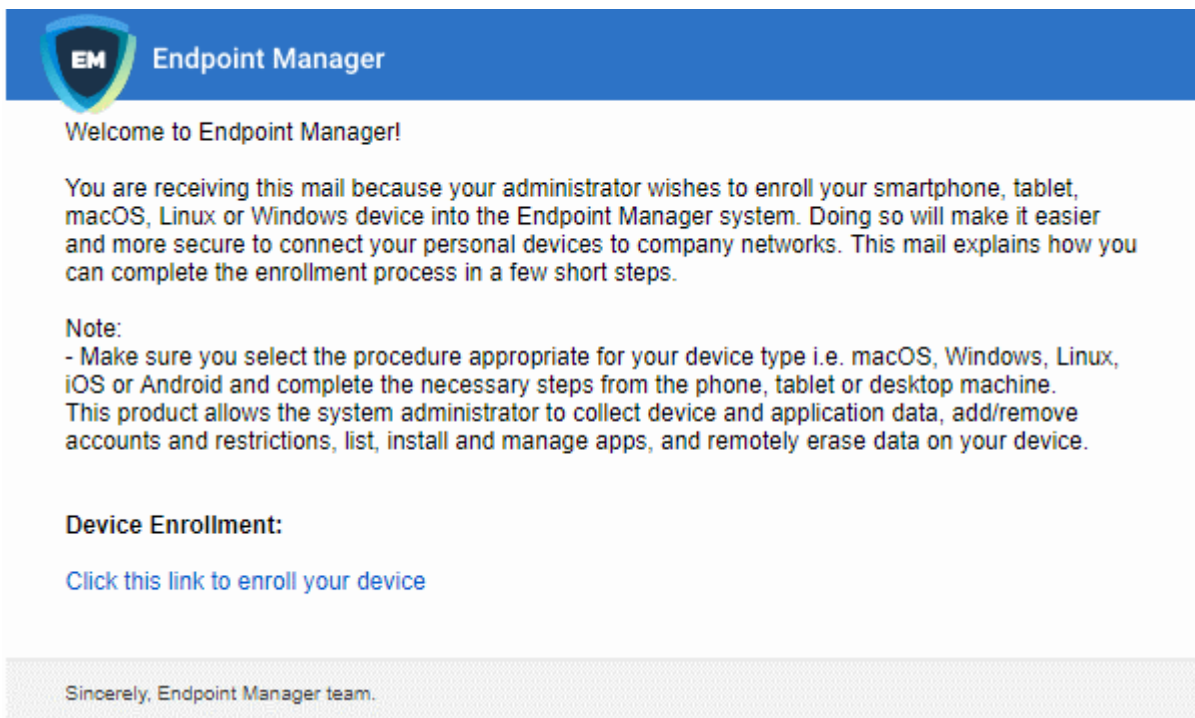 EM
Endpoint Manager
Welcome to Endpoint Manager!
You are receiving this mail because your administrator wishes to enroll your smartphone, tablet,
macOS, Linux or Windows device into the Endpoint Manager system. Doing so will make it easier
and more secure to connect your personal devices to company networks. This mail explains how you
can complete the enrollment process in a few short steps.
Note:
- Make sure you select the procedure appropriate for your device type i.e. macOS, Windows, Linux,
iOS or Android and complete the necessary steps from the phone, tablet or desktop machine.
This product allows the system administrator to collect device and application data, add/remove
accounts and restrictions, list, install and manage apps, and remotely erase data on your device.
Device Enrollment:
Click this link to enroll your device
Sincerely, Endpoint Manager team.